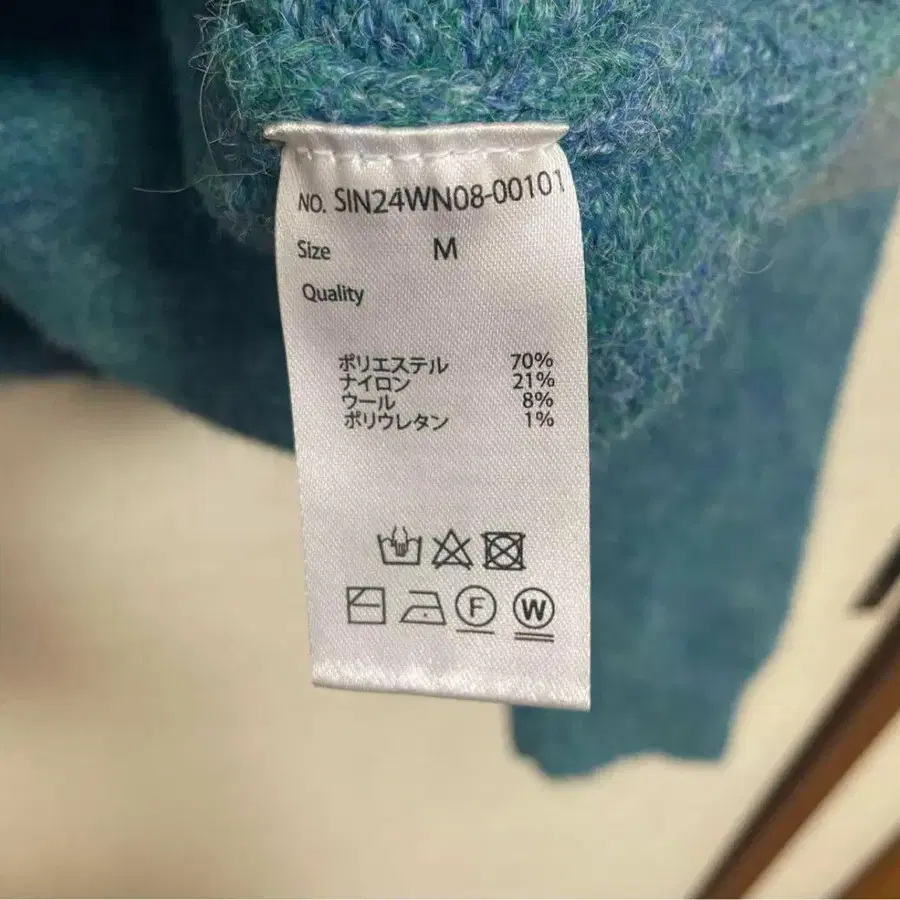 NO. SIN24WN08-00101
Size M
Quality
ポリエステル 70%
ナイロン 21%
ウール 8%
ポリウレタン 1%
F W